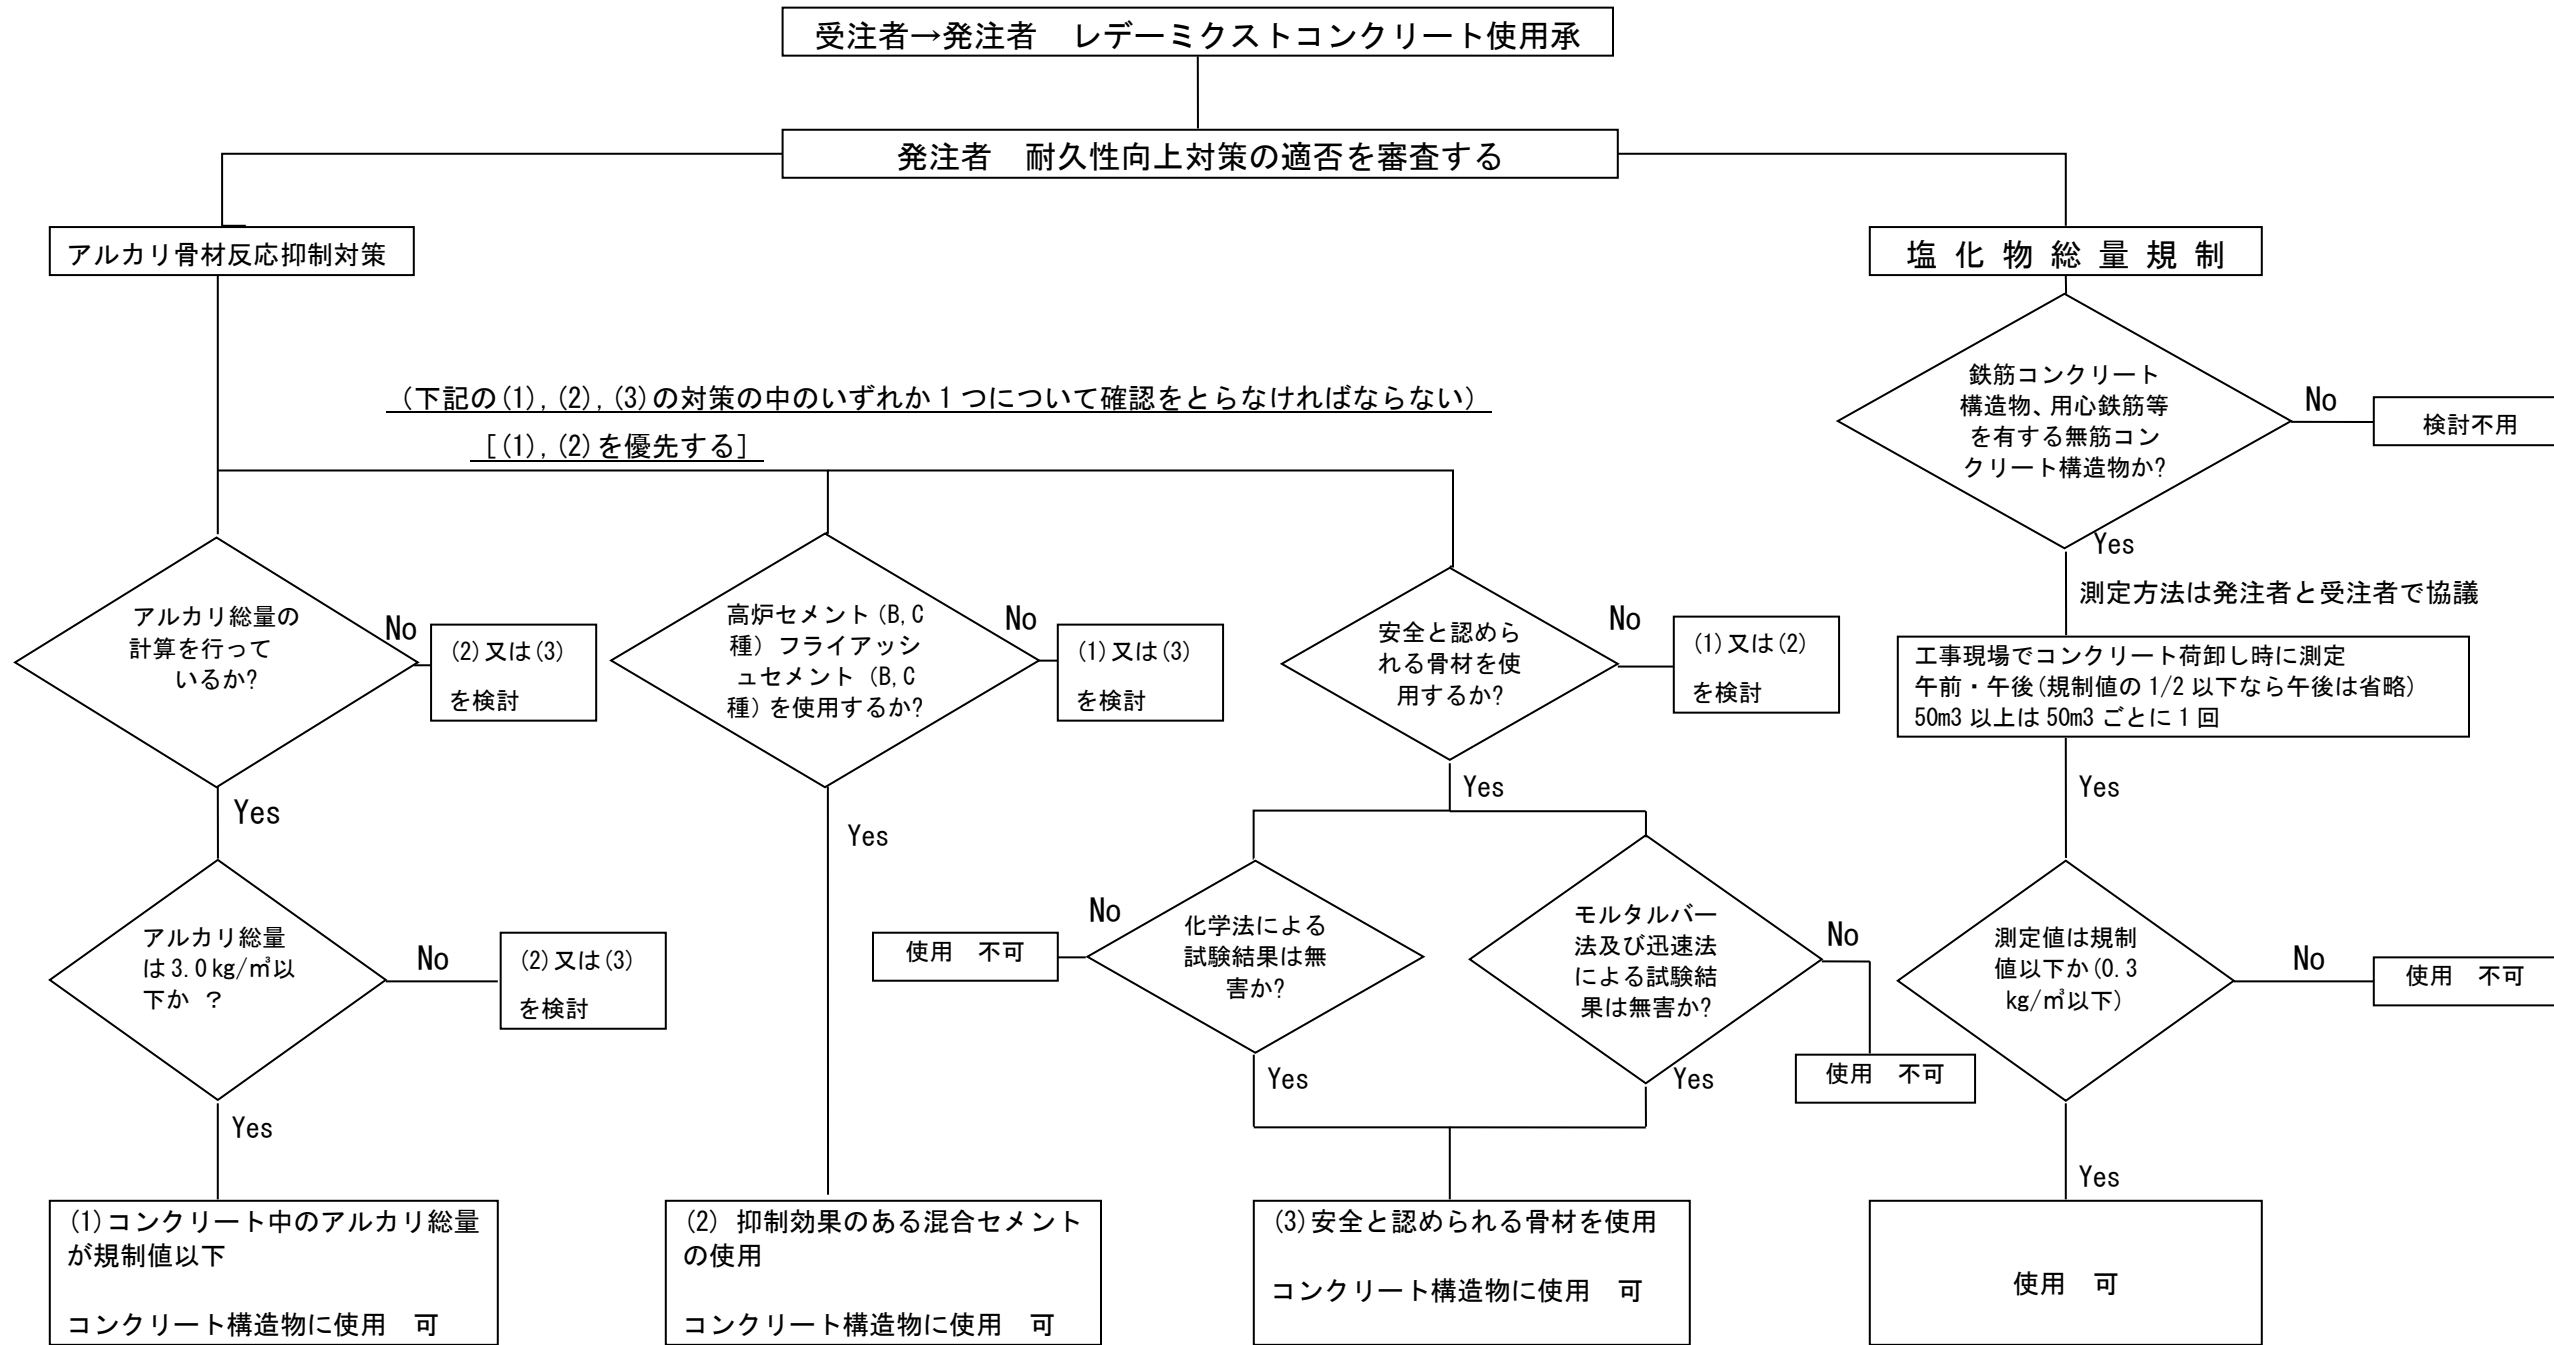 受注者→発注者　レデーミクストコンクリート使用承
発注者　耐久性向上対策の適否を審査する
アルカリ骨材反応抑制対策
塩 化 物 総 量 規 制
(下記の(1),(2),(3)の対策の中のいずれか１つについて確認をとらなければならない)
[(1),(2)を優先する]
アルカリ総量の
計算を行って
いるか?
No
(2)又は(3)
を検討
Yes
アルカリ総量
は3.0㎏/㎥以
下か ？
No
(2)又は(3)
を検討
Yes
(1)コンクリート中のアルカリ総量
が規制値以下
コンクリート構造物に使用　可
高炉セメント(B,C
種）フライアッシ
ュセメント（B,C
種）を使用するか?
No
(1)又は(3)
を検討
Yes
(2) 抑制効果のある混合セメント
の使用
コンクリート構造物に使用　可
安全と認めら
れる骨材を使
用するか?
No
(1)又は(2)
を検討
Yes
化学法による
試験結果は無
害か?
No
使用　不可
Yes
モルタルバー
法及び迅速法
による試験結
果は無害か?
No
使用　不可
Yes
(3)安全と認められる骨材を使用
コンクリート構造物に使用　可
鉄筋コンクリート
構造物、用心鉄筋等
を有する無筋コン
クリート構造物か?
No
検討不用
Yes
測定方法は発注者と受注者で協議
工事現場でコンクリート荷卸し時に測定
午前・午後(規制値の1/2以下なら午後は省略)
50m3以上は50m3ごとに１回
Yes
測定値は規制
値以下か(0.3
kg/㎥以下)
No
使用　不可
Yes
使用　可